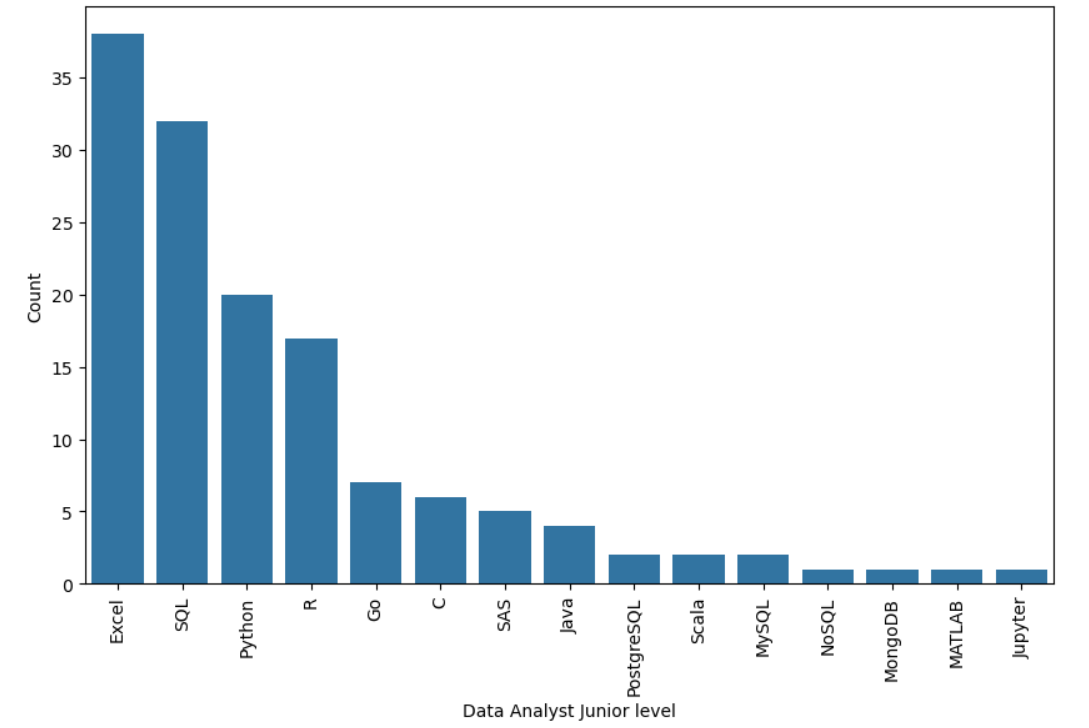 35
30
25
20
15
10
5
0
Count
Excel
SQL
Python
R
Go
C
SAS
Java
PostgreSQL
Scala
MySQL
NoSQL
MongoDB
MATLAB
Jupyter
Data Analyst Junior level